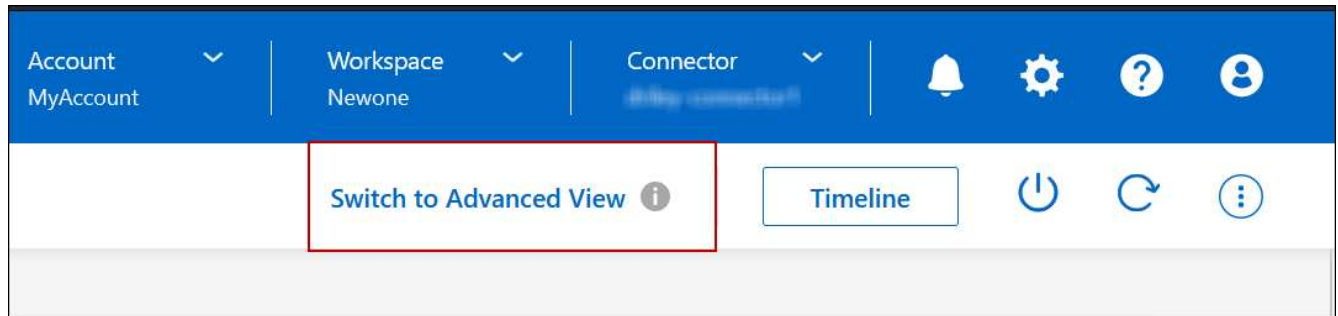 Account
MyAccount
Workspace
Newone
Connector
Switch to Advanced View
Timeline